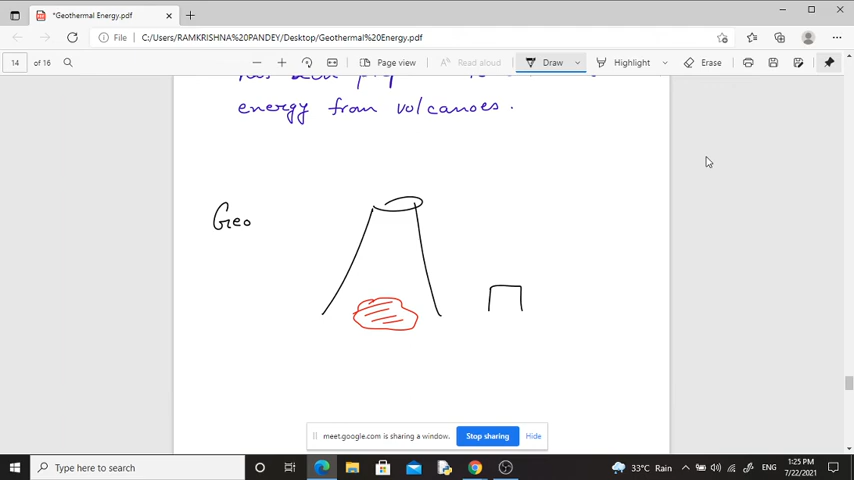 *Geothermal Energy.pdf
File C:/Users/RAMKRISHNA%20PANDEY/Desktop/Geothermal%20Energy.pdf
14 of 16 Page view Read aloud Draw Highlight Erase
has been
energy from volcanoes.
Geo
meet.google.com is sharing a window. Stop sharing Hide
Type here to search 33°C Rain ENG 1:25 PM
7/22/2021